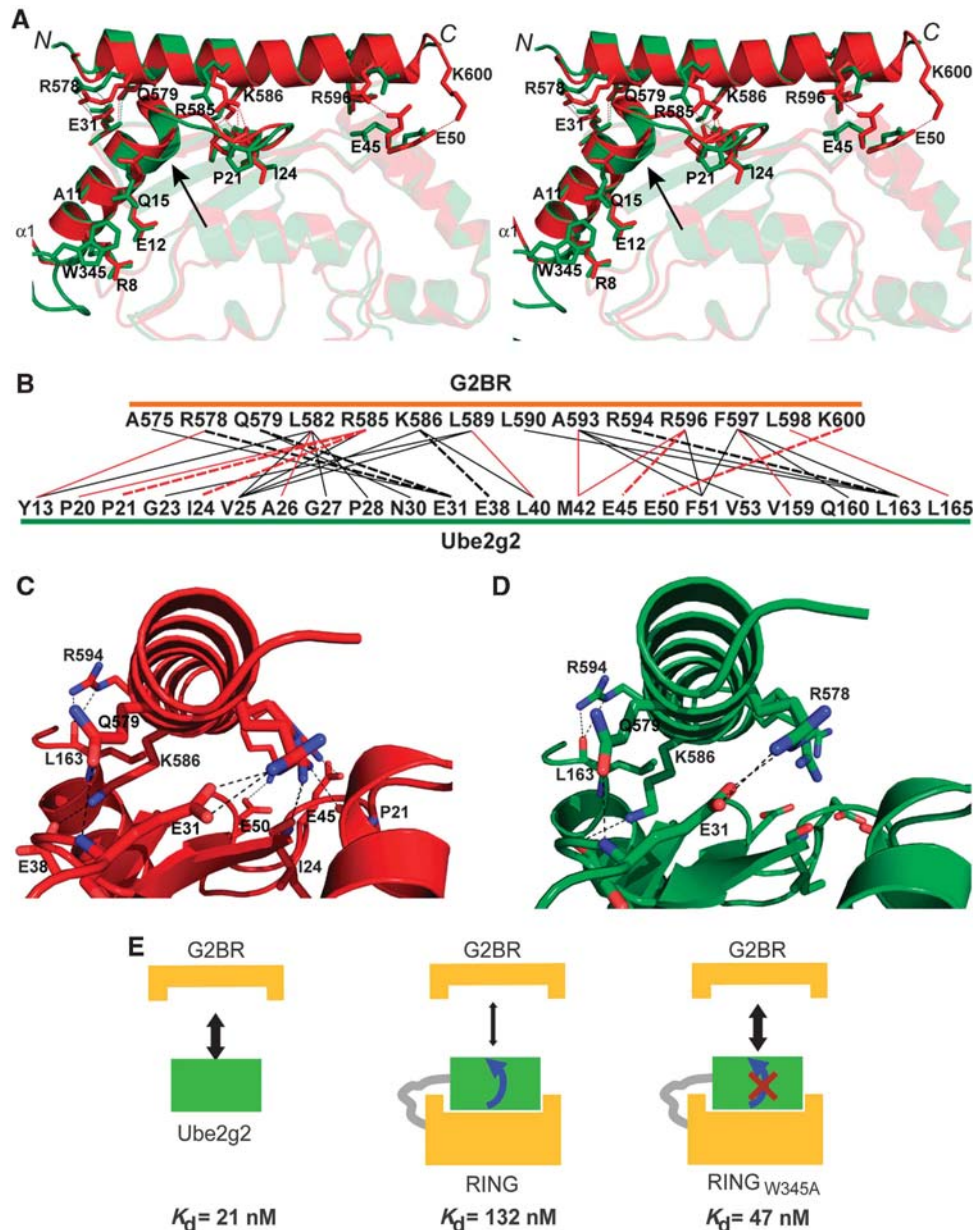 A
N
C
R578
Q579
K586
R585
R596
K600
E31
E45
E50
P21
I24
A11
Q15
E12
α1
W345
R8
N
C
R578
Q579
K586
R585
R596
K600
E31
E45
E50
P21
I24
A11
Q15
E12
α1
W345
R8
B
G2BR
A575 R578 Q579 L582 R585 K586 L589 L590 A593 R594 R596 F597 L598 K600
Y13 P20 P21 G23 I24 V25 A26 G27 P28 N30 E31 E38 L40 M42 E45 E50 F51 V53 V159 Q160 L163 L165
Ube2g2
C
R594
Q579
L163
K586
E31
E50
E45
P21
E38
I24
D
R594
R578
Q579
L163
K586
E31
E
G2BR G2BR G2BR
Ube2g2
RING RING W345A
Kd = 21 nM Kd = 132 nM Kd = 47 nM